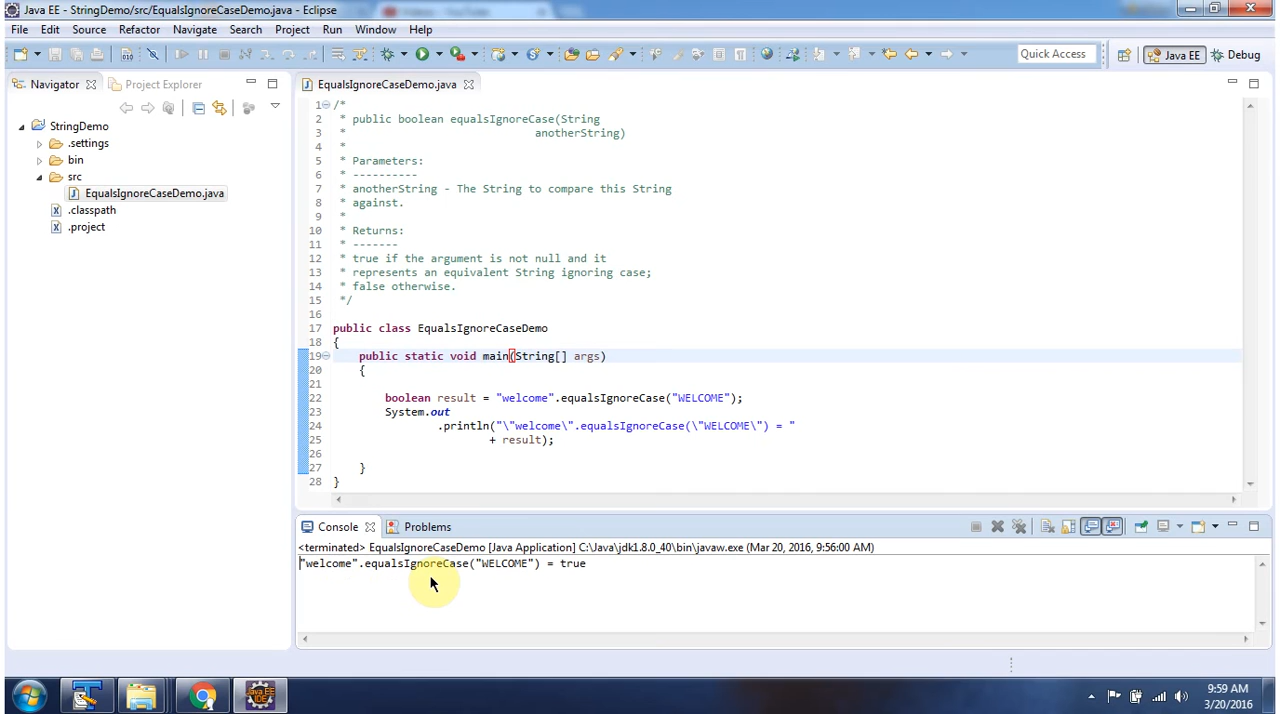 Java EE - StringDemo/src/EqualsIgnoreCaseDemo.java - Eclipse
File Edit Source Refactor Navigate Search Project Run Window Help
Quick Access Java EE Debug
Navigator Project Explorer
EqualsIgnoreCaseDemo.java
StringDemo
.settings
bin
src
EqualsIgnoreCaseDemo.java
.classpath
.project
1 /*
2 * public boolean equalsIgnoreCase(String
3 * anotherString)
4 *
5 * Parameters:
6 * ----------
7 * anotherString - The String to compare this String
8 * against.
9 *
10 * Returns:
11 * -------
12 * true if the argument is not null and it
13 * represents an equivalent String ignoring case;
14 * false otherwise.
15 */
16
17 public class EqualsIgnoreCaseDemo
18 {
19 public static void main(String[] args)
20 {
21
22 boolean result = "welcome".equalsIgnoreCase("WELCOME");
23 System.out
24 .println("\"welcome\".equalsIgnoreCase(\"WELCOME\") = "
25 + result);
26
27 }
28 }
Console Problems
<terminated> EqualsIgnoreCaseDemo [Java Application] C:\Java\jdk1.8.0_40\bin\javaw.exe (Mar 20, 2016, 9:56:00 AM)
"welcome".equalsIgnoreCase("WELCOME") = true
Java EE
IDE
9:59 AM
3/20/2016